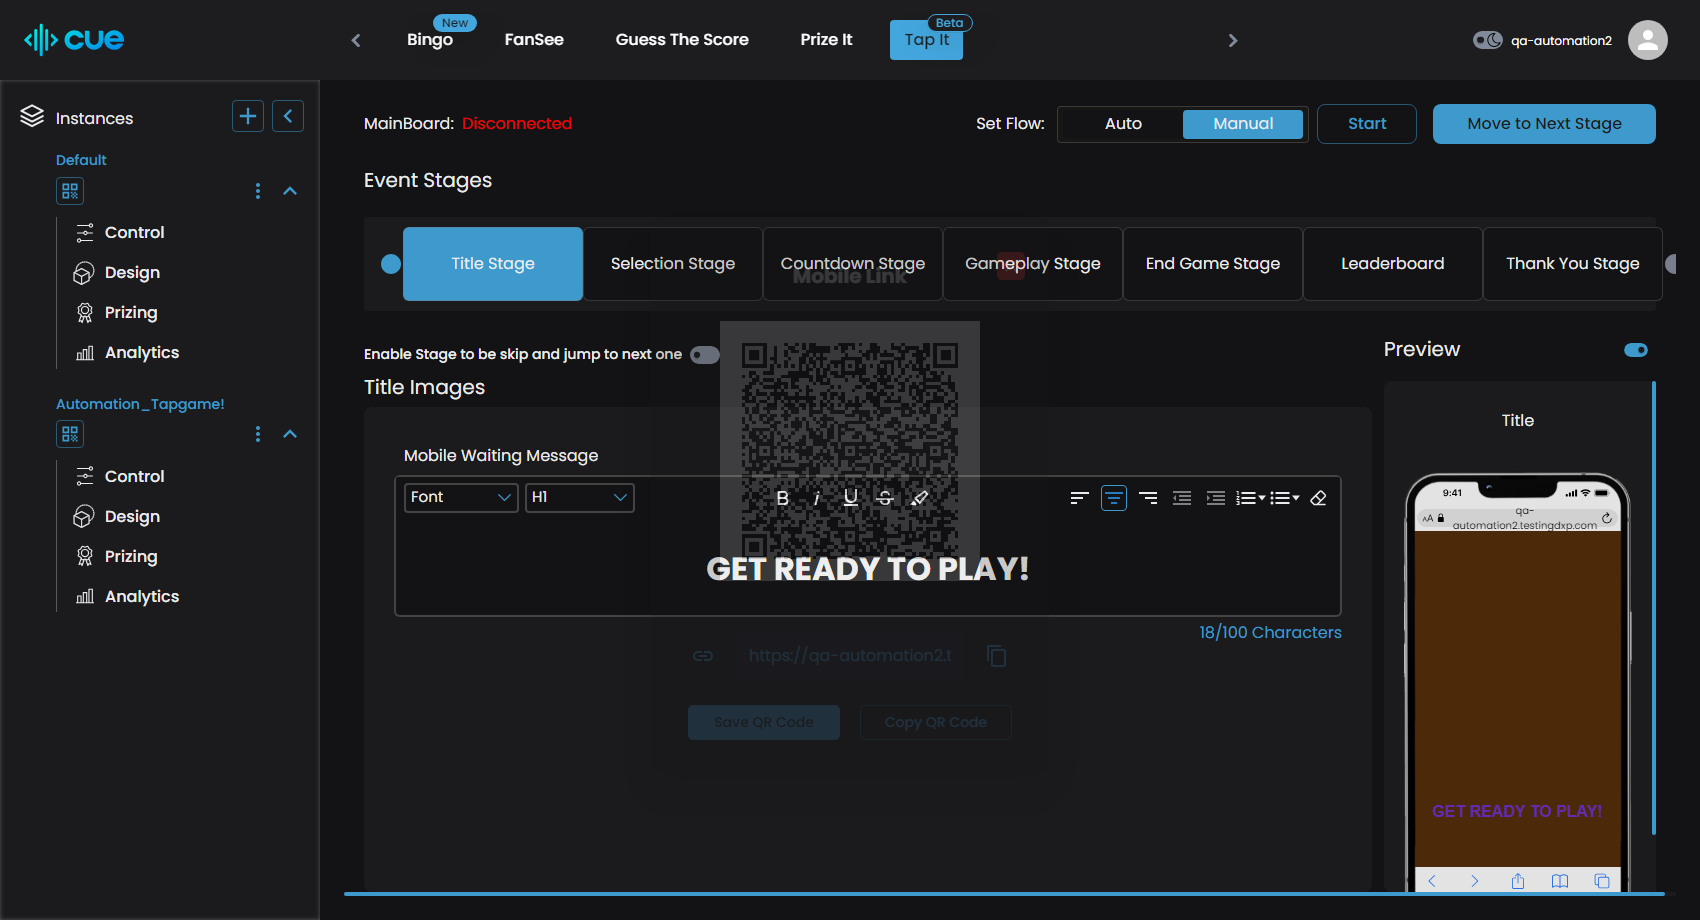 cue
Bingo
New
FanSee
Guess The Score
Prize It
Tap It
Beta
qa-automation2
Instances
Default
Control
Design
Prizing
Analytics
Automation_Tapgame!
Control
Design
Prizing
Analytics
MainBoard: Disconnected
Set Flow:
Auto
Manual
Start
Move to Next Stage
Event Stages
Title Stage
Selection Stage
Countdown Stage
Gameplay Stage
End Game Stage
Leaderboard
Thank You Stage
Mobile Link
Enable Stage to be skip and jump to next one
Title Images
Mobile Waiting Message
Font
H1
B
i
U
S
GET READY TO PLAY!
18/100 Characters
https://qa-automation2.t
Save QR Code
Copy QR Code
Preview
Title
9:41
AA
qa-
automation2.testingdxp.com
GET READY TO PLAY!